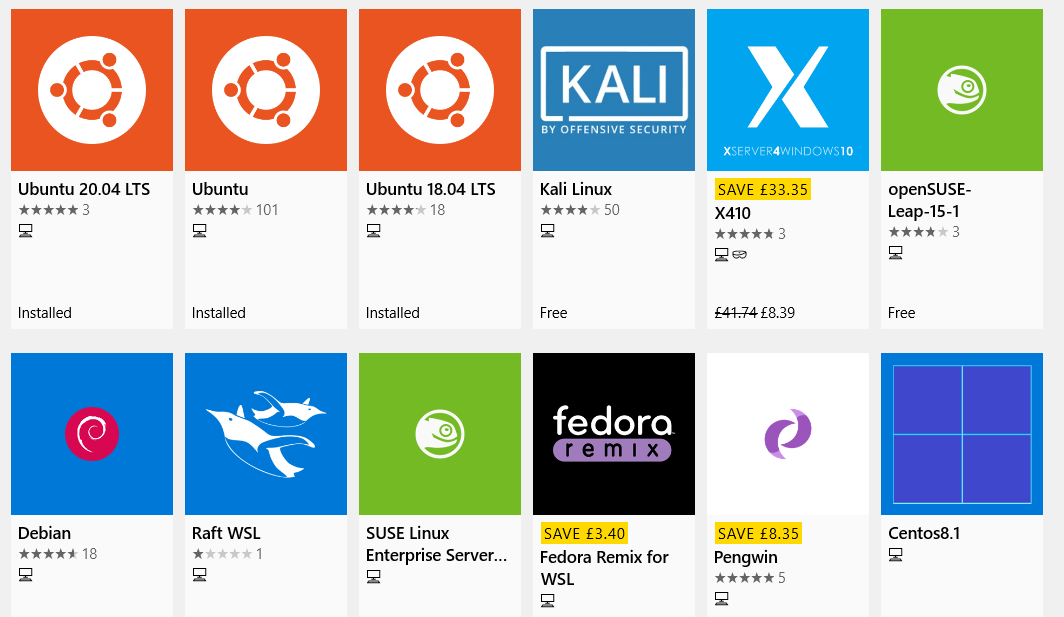 KALI
BY OFFENSIVE SECURITY
X
XSERVER4WINDOWS10
Ubuntu 20.04 LTS
3
Installed
Ubuntu
101
Installed
Ubuntu 18.04 LTS
18
Installed
Kali Linux
50
Free
SAVE £33.35
X410
3
£41.74 £8.39
openSUSE-
Leap-15-1
3
Free
Debian
18
Raft WSL
1
SUSE Linux
Enterprise Server...
fedora
remix
SAVE £3.40
Fedora Remix for
WSL
SAVE £8.35
Pengwin
5
Centos8.1